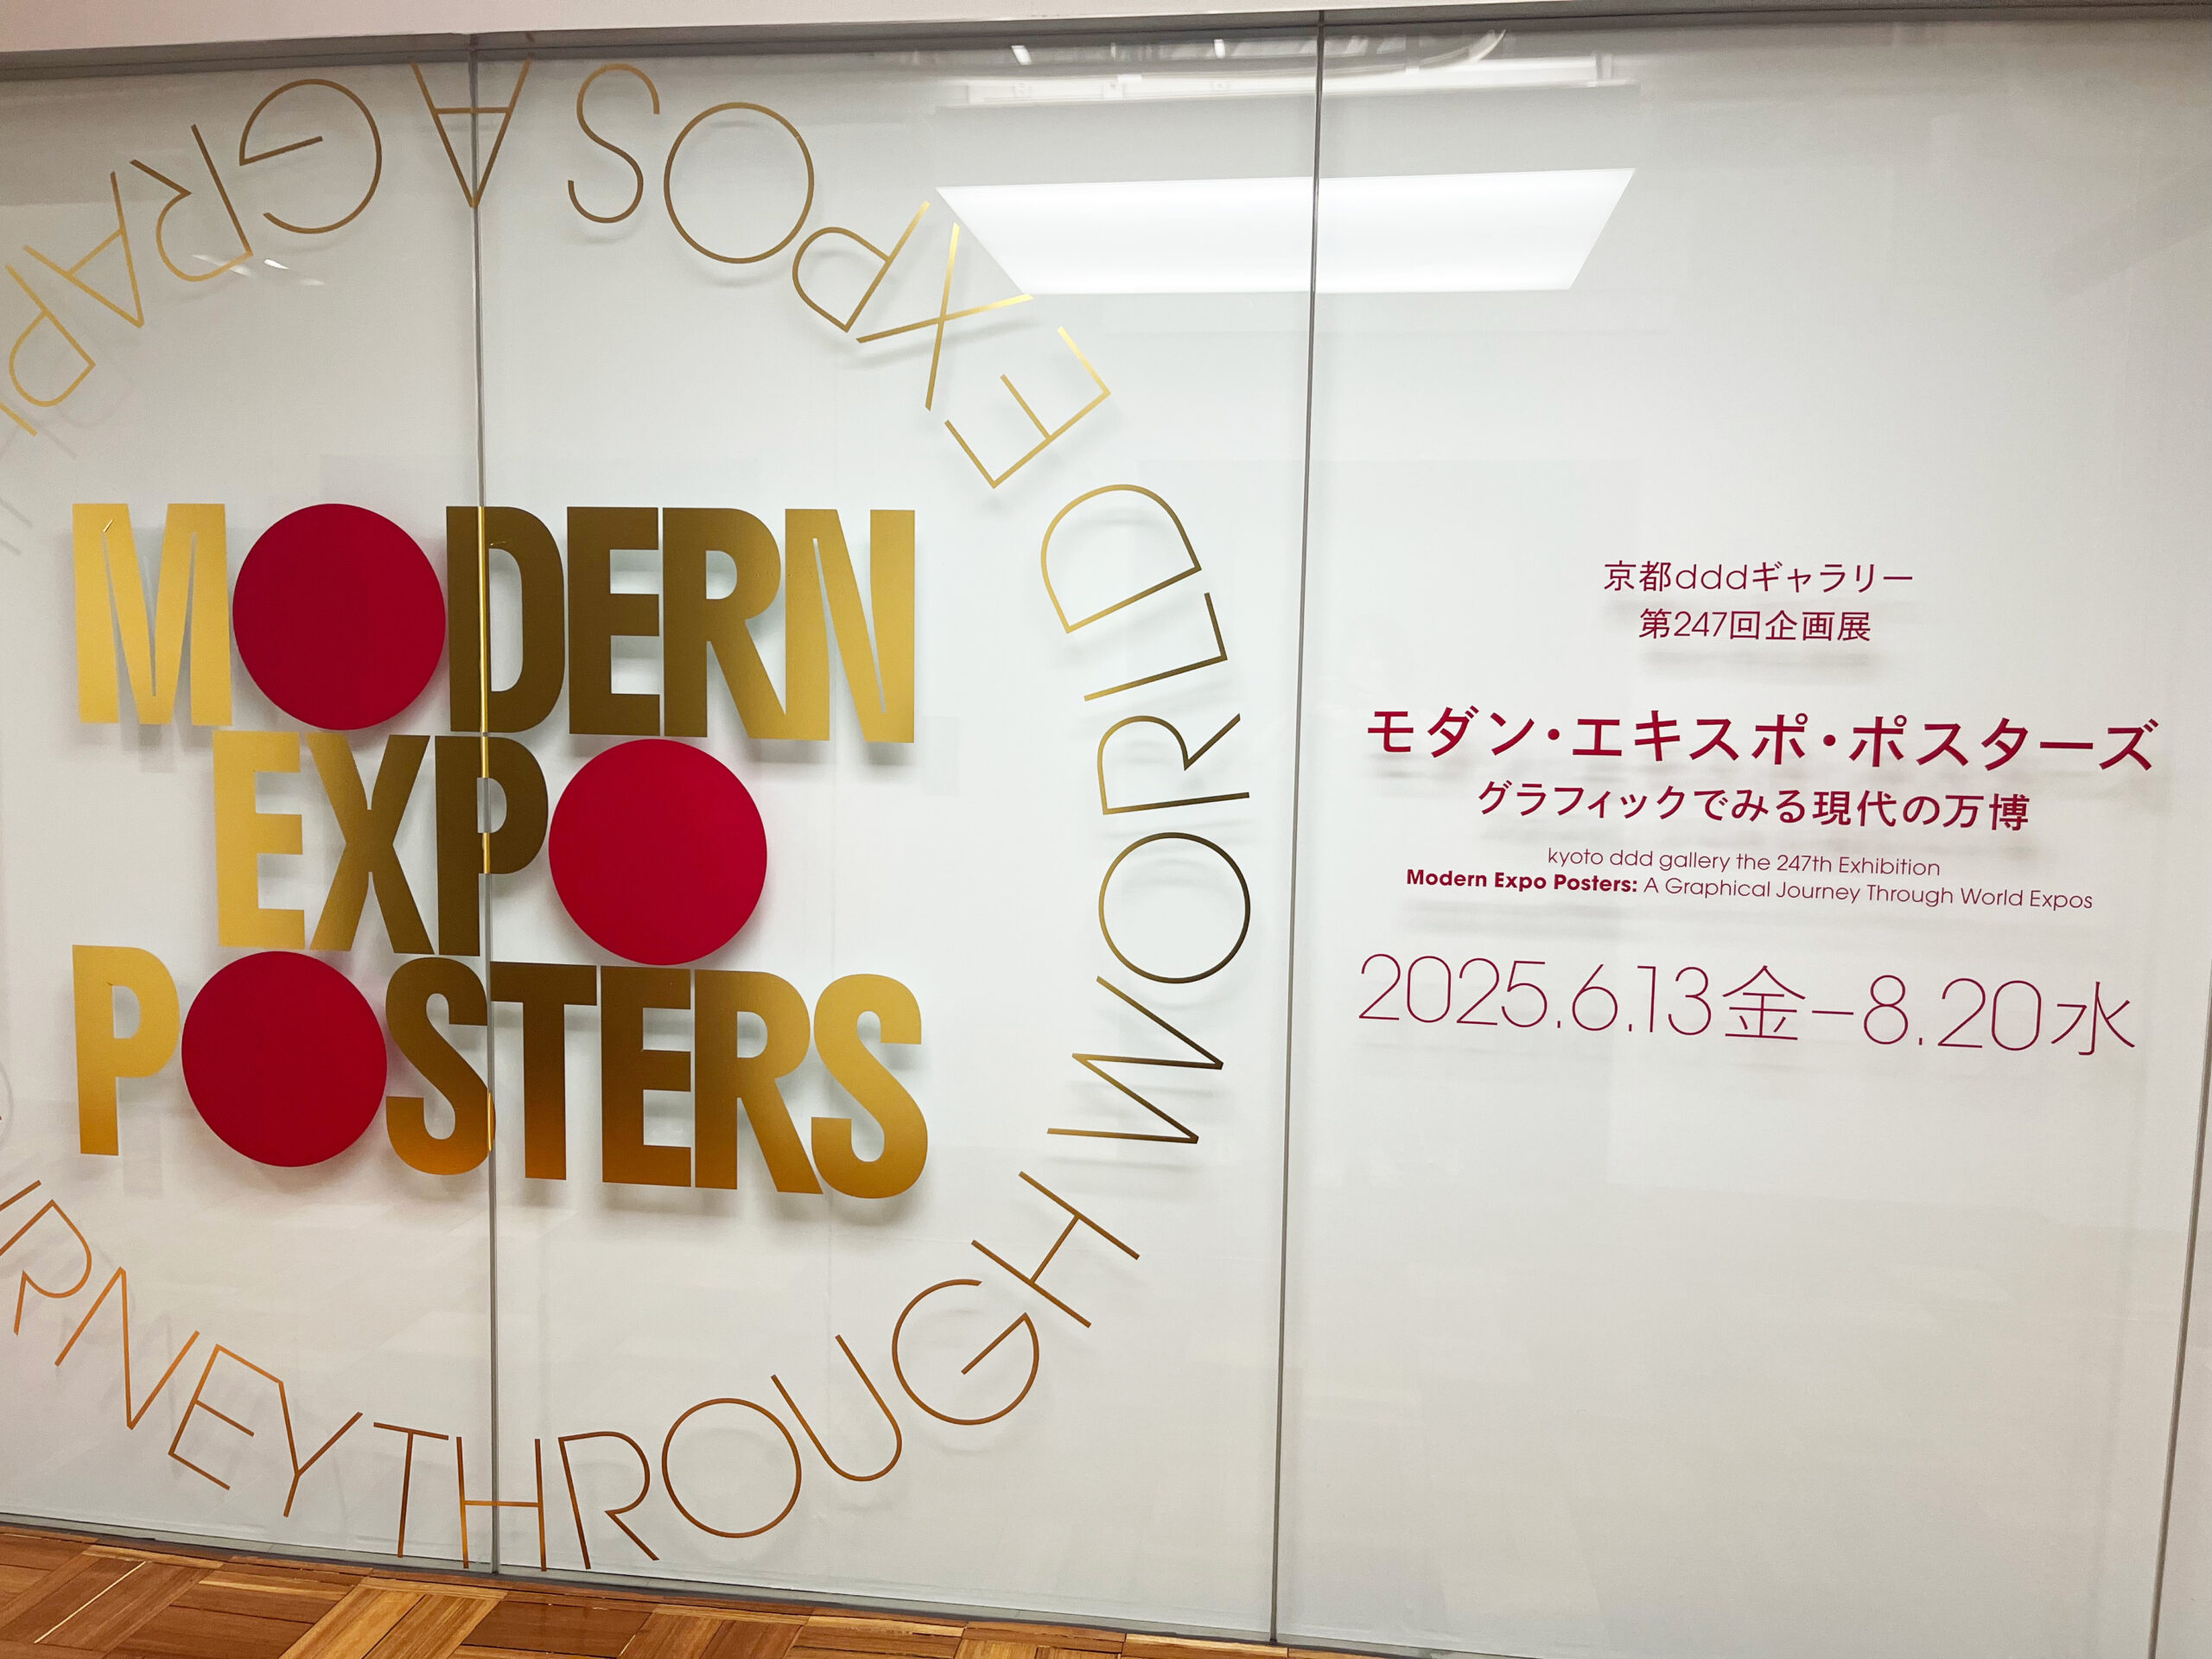 MODERN
EXPO
POSTERS
A GRAP
RNEY THROUGH WORLD EXPOS
京都dddギャラリー
第247回企画展
モダン・エキスポ・ポスターズ
グラフィックでみる現代の万博
kyoto ddd gallery the 247th Exhibition
Modern Expo Posters: A Graphical Journey Through World Expos
2025.6.13金−8.20水